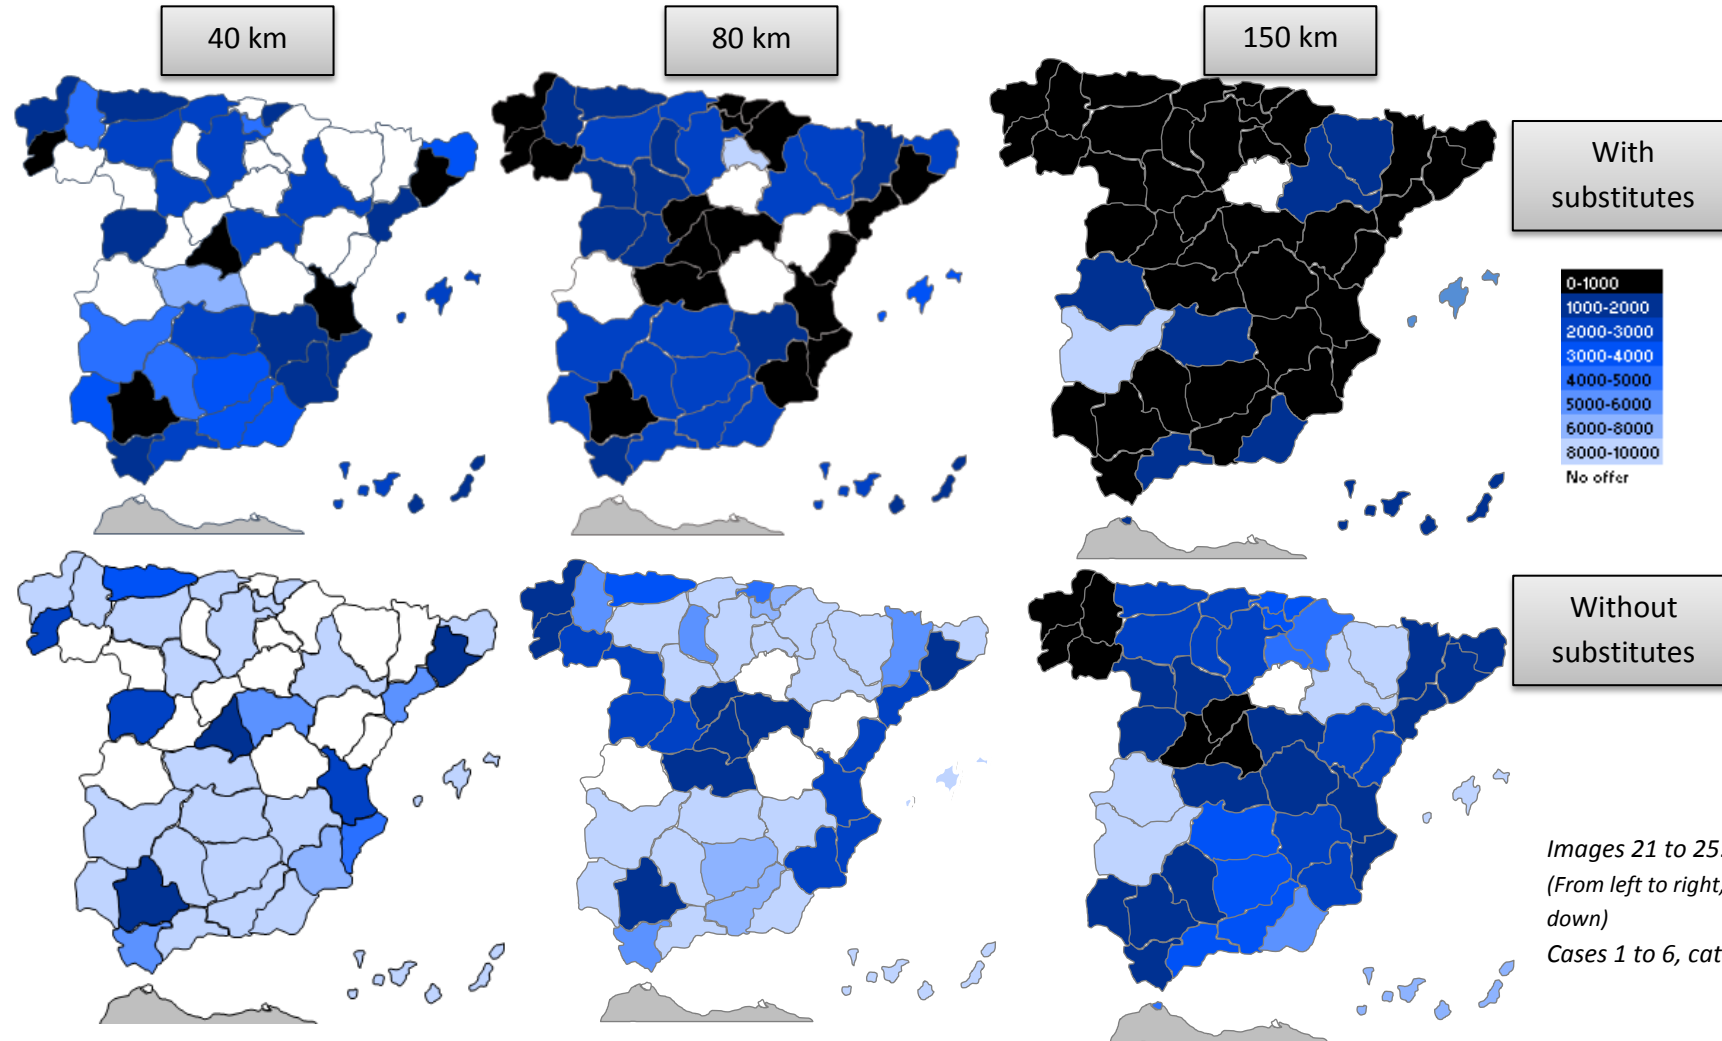 40 km
80 km
150 km
With
substitutes
0-1000
1000-2000
2000-3000
3000-4000
4000-5000
5000-6000
6000-8000
8000-10000
No offer
Without
substitutes
Images 21 to 25.
(From left to right,
down)
Cases 1 to 6, cat